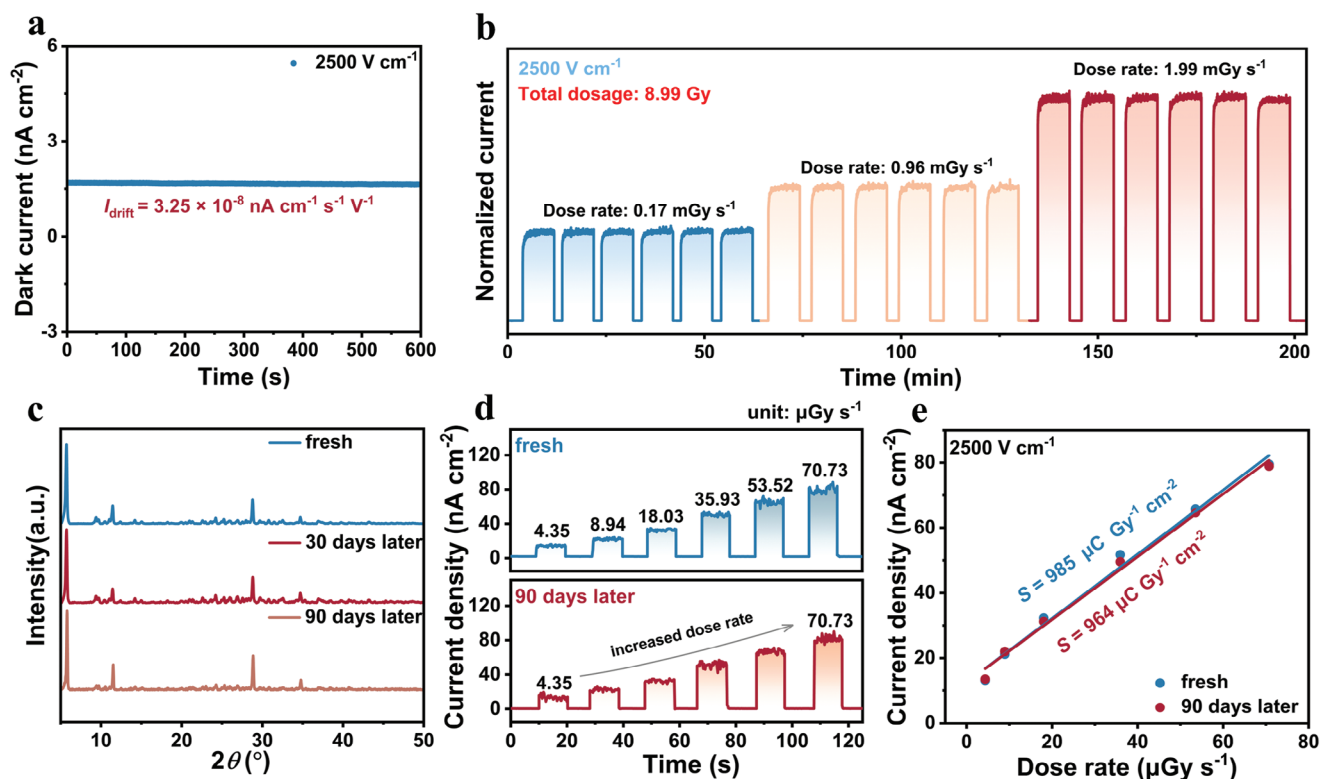 a
Dark current (nA cm⁻²)
6
3
0
-3
2500 V cm⁻¹
I_drift = 3.25 × 10⁻⁸ nA cm⁻¹ s⁻¹ V⁻¹
0 100 200 300 400 500 600
Time (s)
b
Normalized current
2500 V cm⁻¹
Total dosage: 8.99 Gy
Dose rate: 0.17 mGy s⁻¹
Dose rate: 0.96 mGy s⁻¹
Dose rate: 1.99 mGy s⁻¹
0 50 100 150 200
Time (min)
c
Intensity(a.u.)
fresh
30 days later
90 days later
10 20 30 40 50
2θ (°)
d
unit: µGy s⁻¹
Current density (nA cm⁻²)
120
80
40
0
fresh
4.35 8.94 18.03 35.93 53.52 70.73
120
80
40
0
90 days later
increased dose rate
4.35 70.73
0 20 40 60 80 100 120
Time (s)
e
Current density (nA cm⁻²)
80
60
40
20
0
2500 V cm⁻¹
S = 985 µC Gy⁻¹ cm⁻²
S = 964 µC Gy⁻¹ cm⁻²
fresh
90 days later
0 20 40 60 80
Dose rate (µGy s⁻¹)